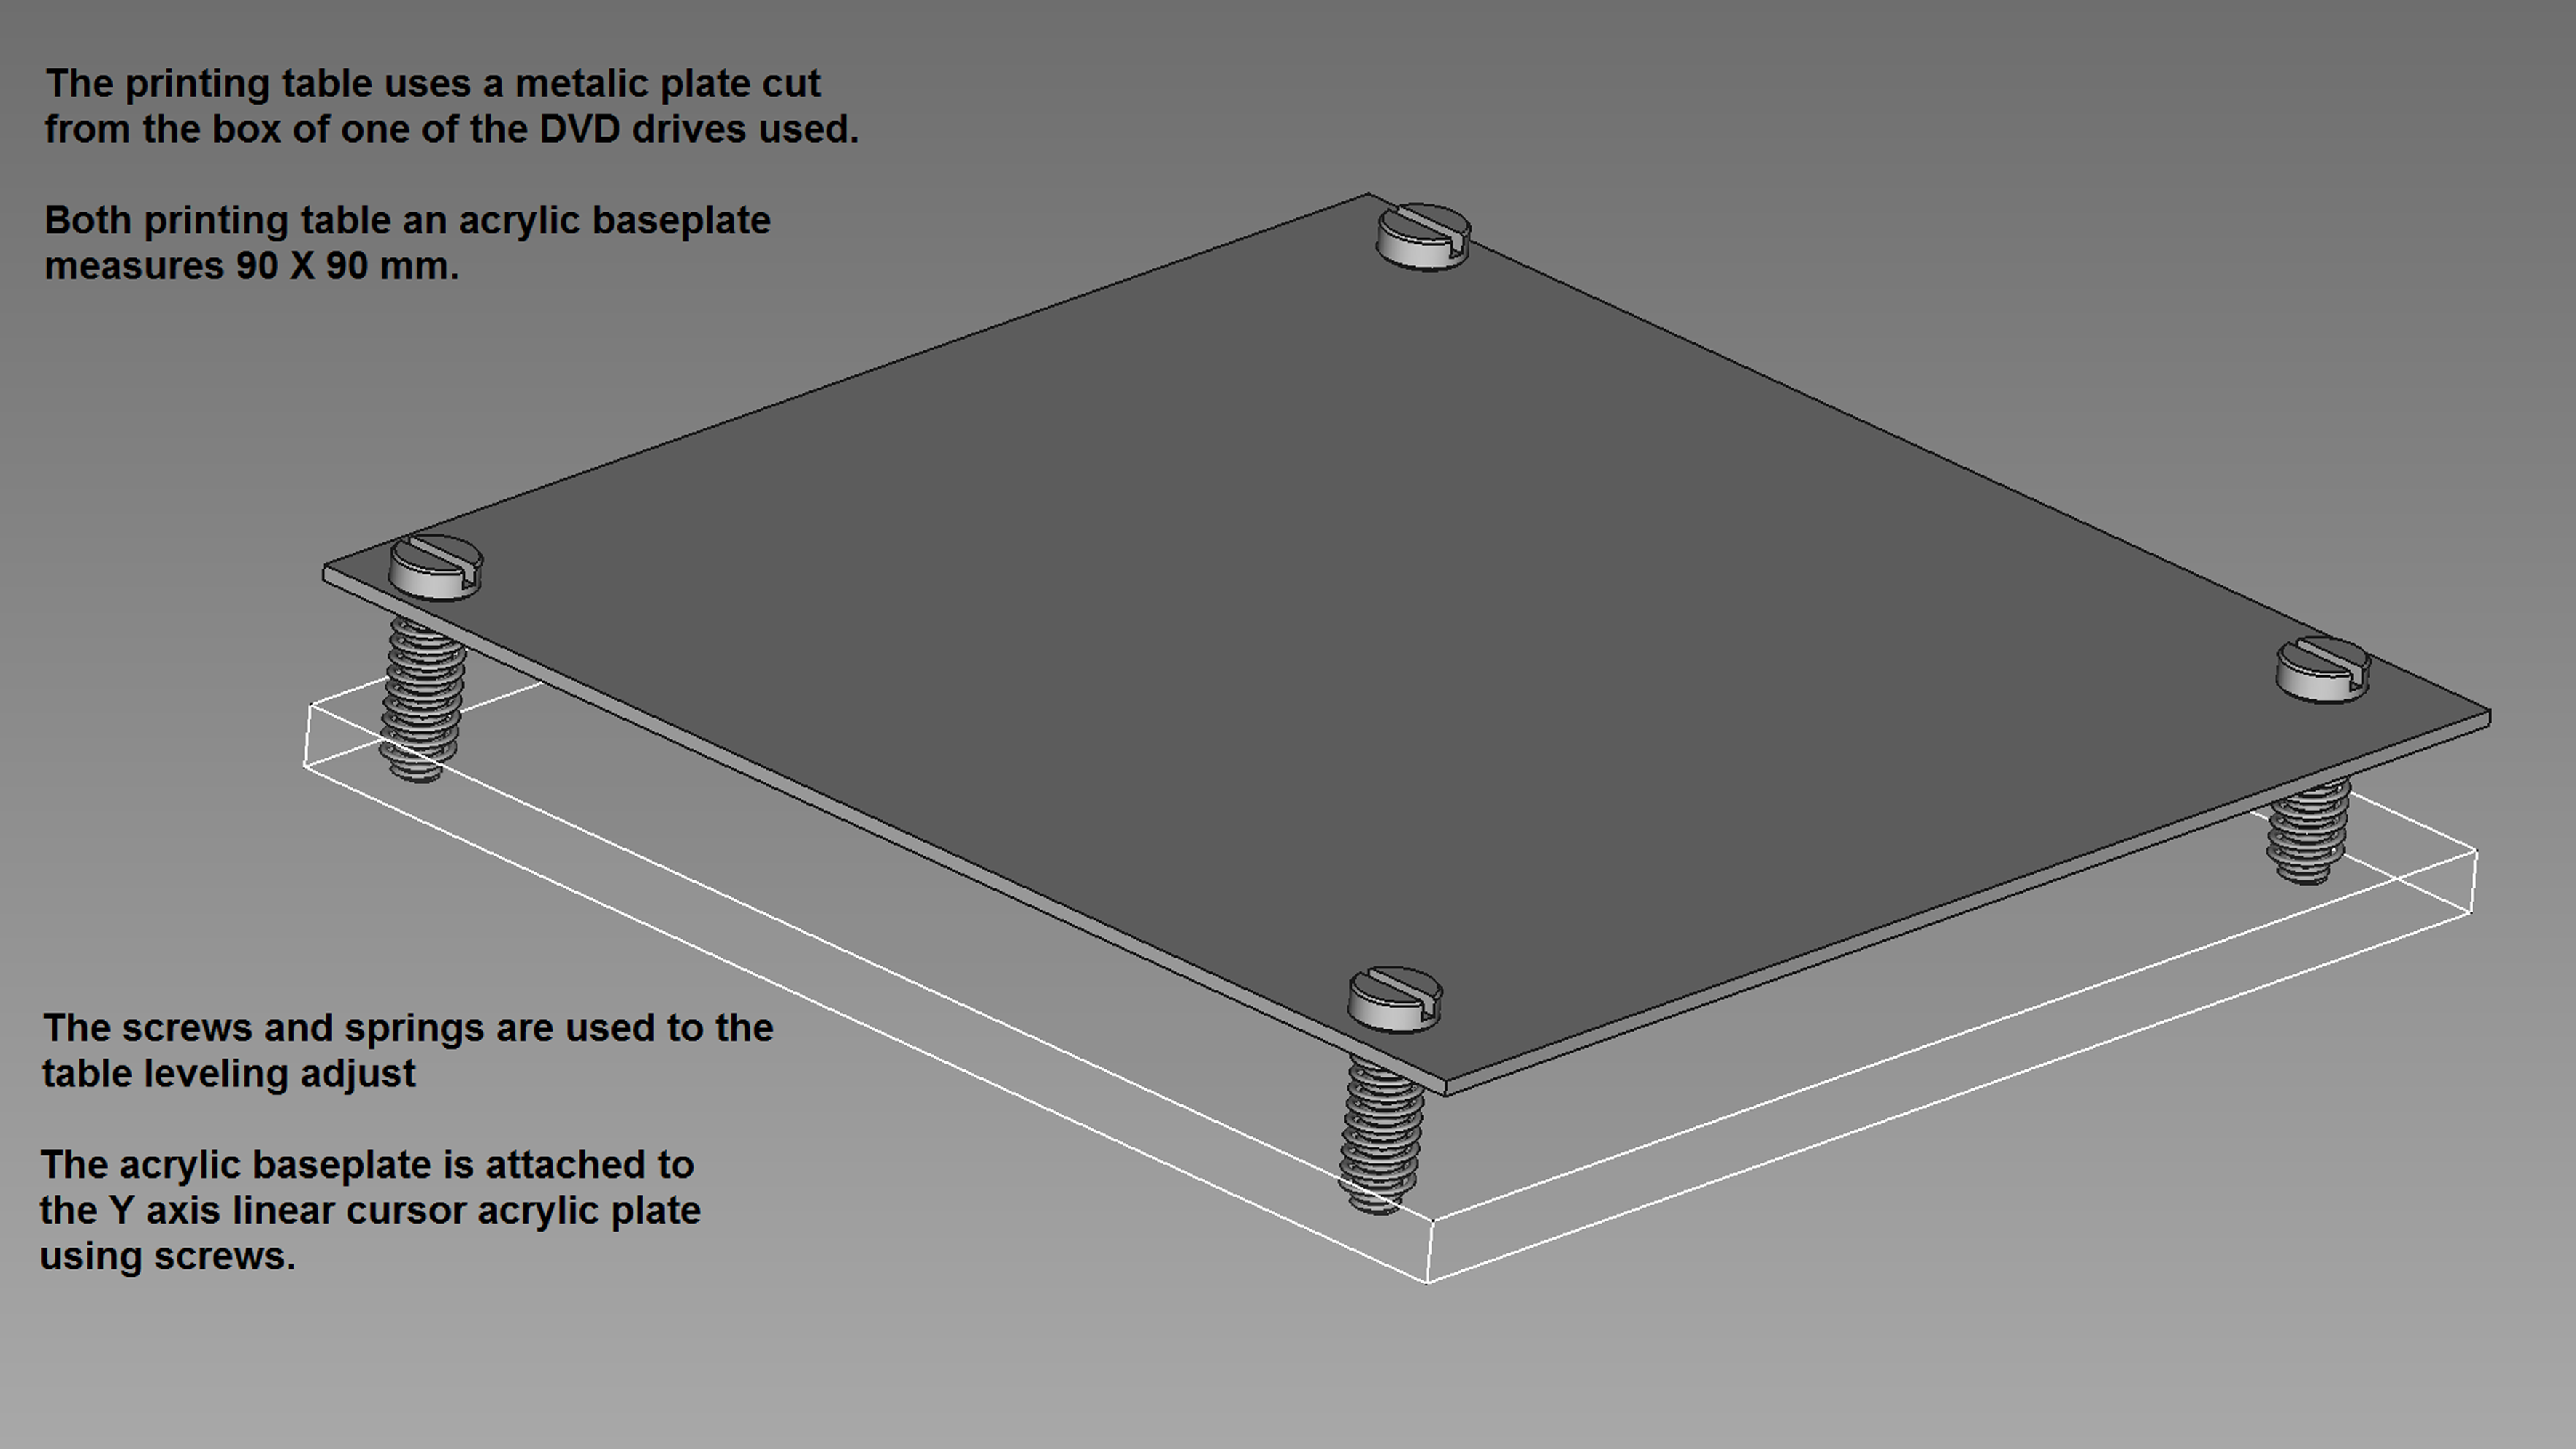 The printing table uses a metalic plate cut
from the box of one of the DVD drives used.
Both printing table an acrylic baseplate
measures 90 X 90 mm.
The screws and springs are used to the
table leveling adjust
The acrylic baseplate is attached to
the Y axis linear cursor acrylic plate
using screws.